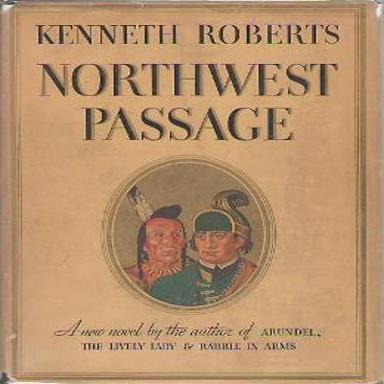 KENNETH ROBERTS
NORTHWEST
PASSAGE
A new novel by the author of ARUNDEL,
THE LIVELY LADY & RABBLE IN ARMS